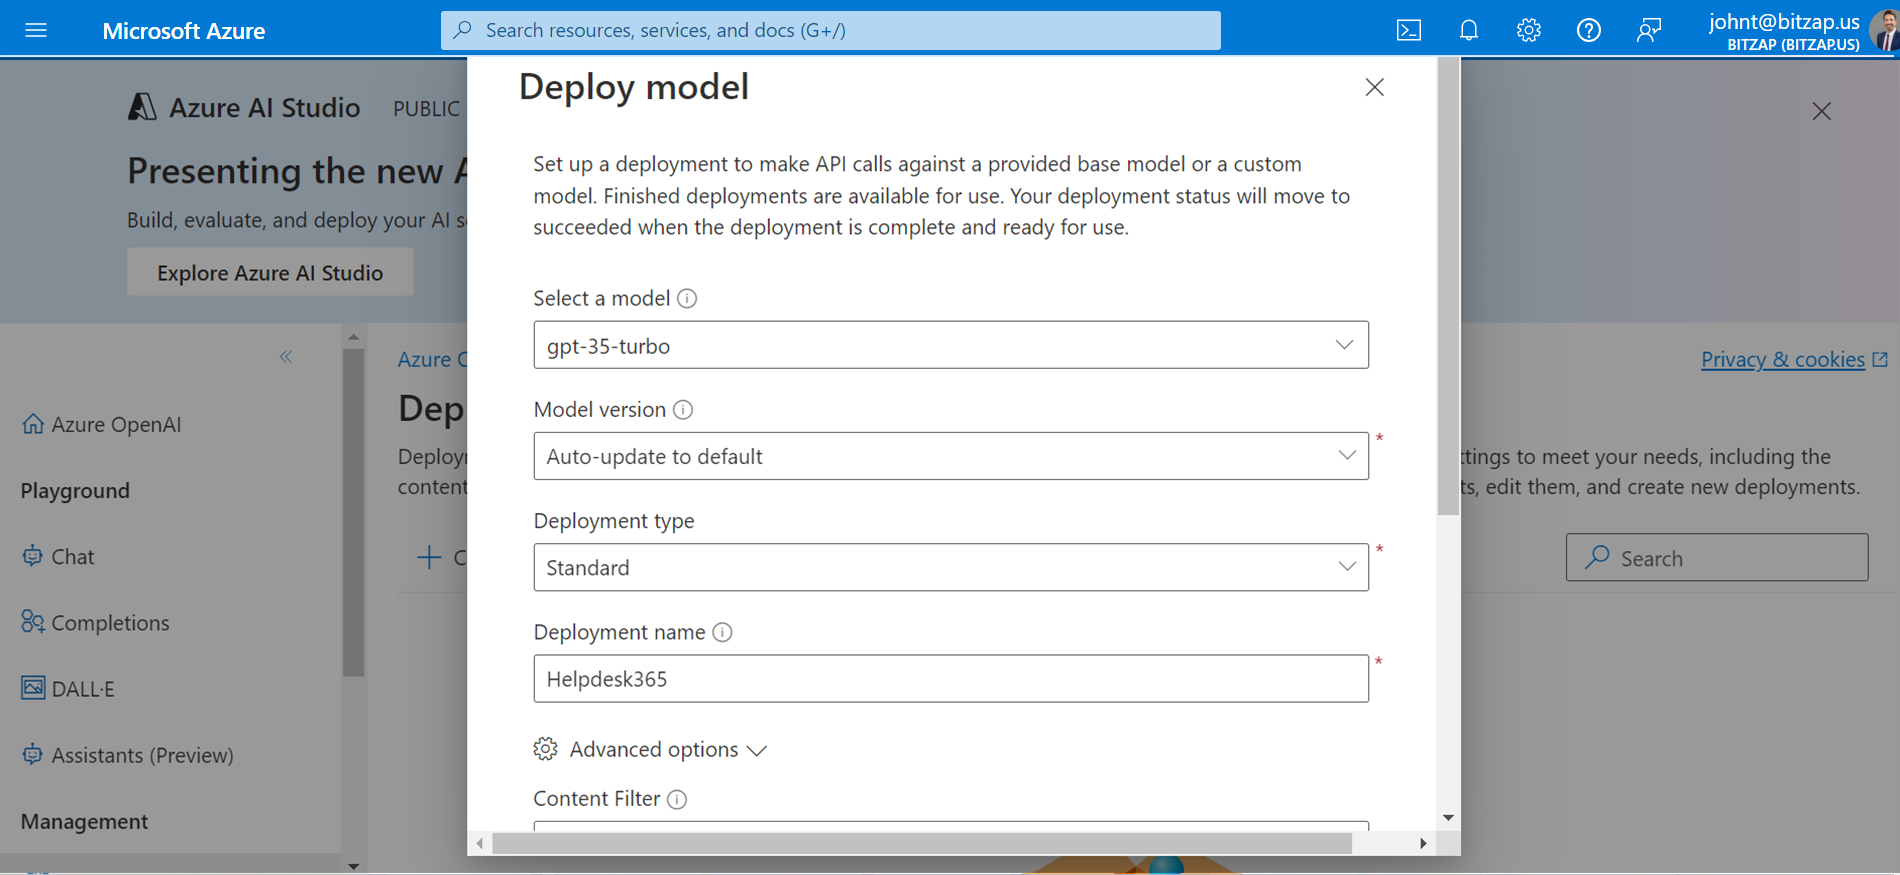 Microsoft Azure
Search resources, services, and docs (G+/)
johnt@bitzap.us
BITZAP (BITZAP.US)
Azure AI Studio PUBLIC
Presenting the new
Build, evaluate, and deploy your AI
Explore Azure AI Studio
Azure OpenAI
Playground
Chat
Completions
DALL·E
Assistants (Preview)
Management
Azure
Privacy & cookies
to meet your needs, including the
content
edit them, and create new deployments.
Search
Deploy model
Set up a deployment to make API calls against a provided base model or a custom
model. Finished deployments are available for use. Your deployment status will move to
succeeded when the deployment is complete and ready for use.
Select a model
gpt-35-turbo
Model version
Auto-update to default
*
Deployment type
Standard
*
Deployment name
Helpdesk365
*
Advanced options
Content Filter